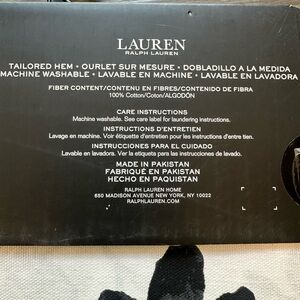 LAUREN
RALPH LAUREN
TAILORED HEM • OURLET SUR MESURE • DOBLADILLO A LA MEDIDA
MACHINE WASHABLE • LAVABLE EN MACHINE • LAVABLE EN LAVADORA
FIBER CONTENT/CONTENU EN FIBRES/CONTENIDO DE FIBRA
100% Cotton/Coton/ALGODÓN
CARE INSTRUCTIONS
Machine washable. See care label for laundering instructions.
INSTRUCTIONS D'ENTRETIEN
Lavage en machine. Voir étiquette d'entretien pour les instructions d'entretien.
INSTRUCCIONES PARA EL CUIDADO
Lavable en lavadora. Ver la etiqueta para las instrucciones de lavado.
MADE IN PAKISTAN
FABRIQUÉ EN PAKISTAN
HECHO EN PAQUISTAN
RALPH LAUREN HOME
650 MADISON AVENUE NEW YORK, NY 10022
RALPHLAUREN.COM